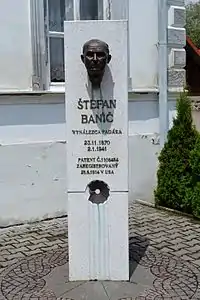 ŠTEFAN
BANIČ
VYNÁLEZCA PADÁKA
23.11.1870
2.1.1941
PATENT Č.1108484
ZAREGISTROVANÝ
25.8.1914 V USA